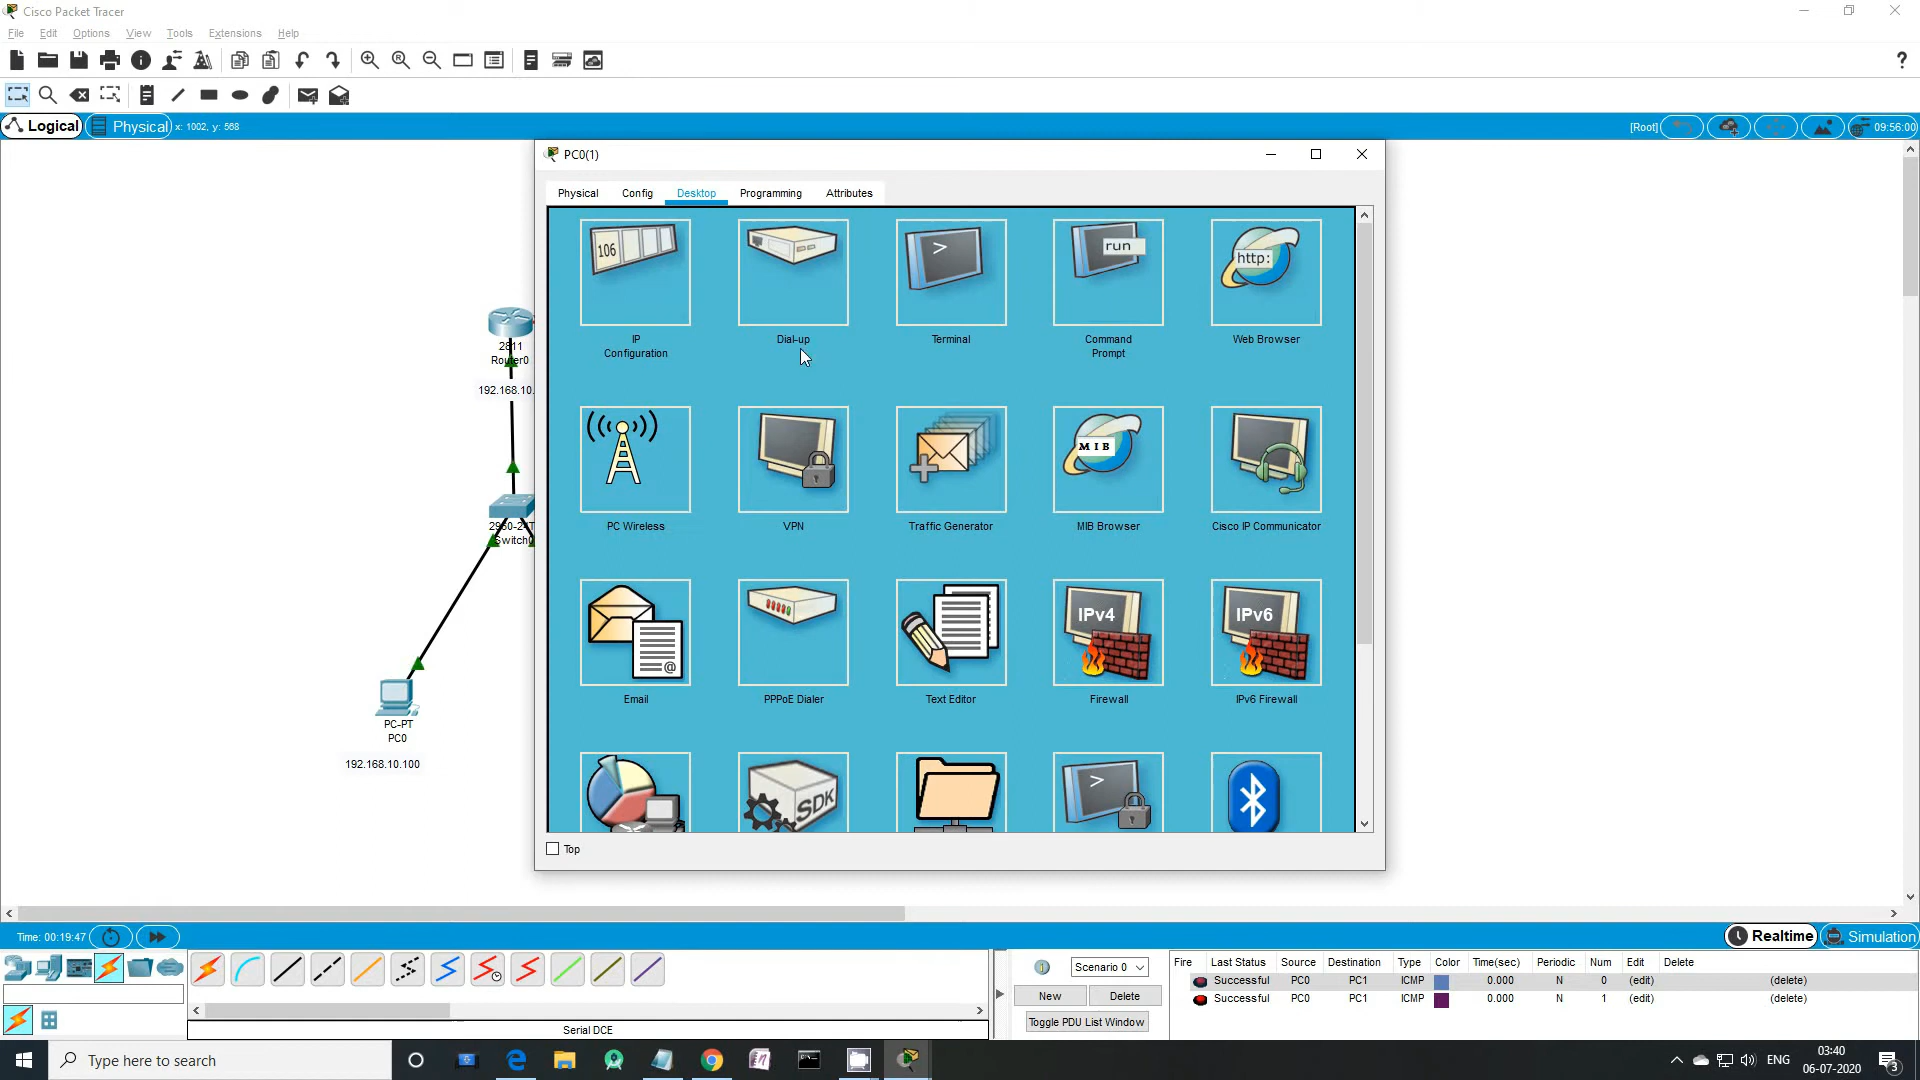 Cisco Packet Tracer
File Edit Options View Tools Extensions Help
?
Logical Physical x: 1002, y: 568 [Root] 09:56:00
PC0(1)
Physical Config Desktop Programming Attributes
106
>
run
http:
IP
Configuration
Dial-up
Terminal
Command
Prompt
Web Browser
MIB
PC Wireless
VPN
Traffic Generator
MIB Browser
Cisco IP Communicator
@
IPv4
IPv6
Email
PPPoE Dialer
Text Editor
Firewall
IPv6 Firewall
SDK
>
Top
2811
Router0
192.168.10.
2950-24T
Switch0
PC-PT
PC0
192.168.10.100
Time: 00:19:47
Realtime Simulation
Serial DCE
Scenario 0
New Delete
Toggle PDU List Window
Fire Last Status Source Destination Type Color Time(sec) Periodic Num Edit Delete
Successful PC0 PC1 ICMP 0.000 N 0 (edit) (delete)
Successful PC0 PC1 ICMP 0.000 N 1 (edit) (delete)
Type here to search
ENG
03:40
06-07-2020
3